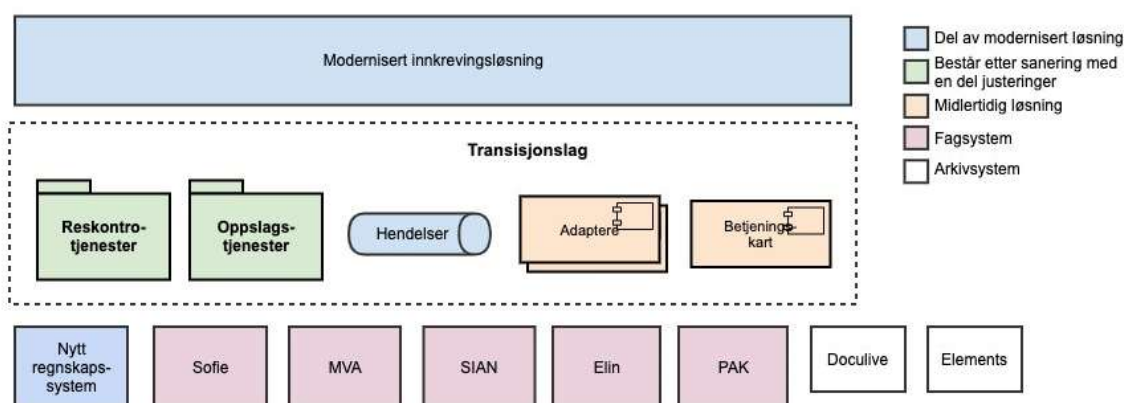 Modernisert innkrevingsløsning
Del av modernisert løsning
Består etter sanering med
en del justeringer
Midlertidig løsning
Fagsystem
Arkivsystem
Transisjonslag
Reskontro-
tjenester
Oppslags-
tjenester
Hendelser
Adaptere
Betjenings-
kart
Nytt
regnskaps-
system
Sofie
MVA
SIAN
Elin
PAK
Doculive
Elements